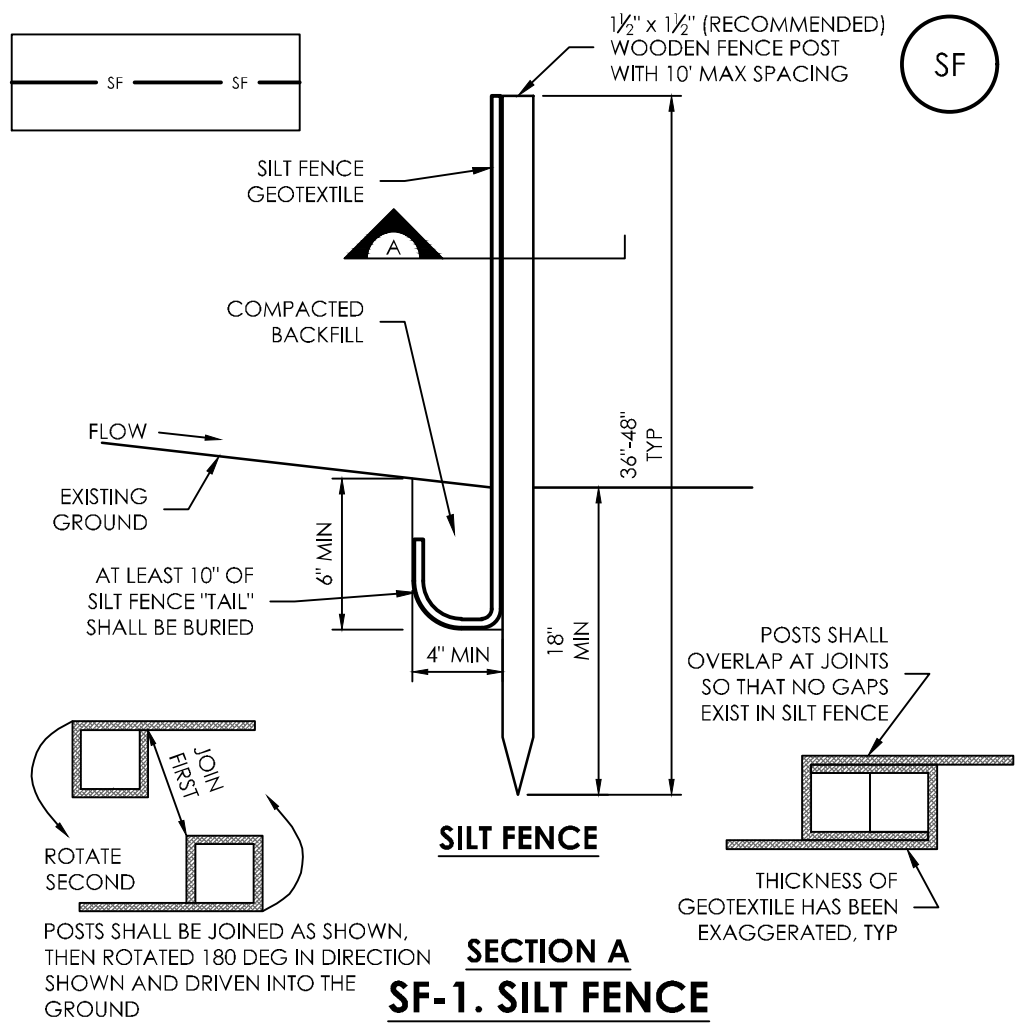 1½" x 1½" (RECOMMENDED)
WOODEN FENCE POST
WITH 10' MAX SPACING
SF
SF
SF
SILT FENCE
GEOTEXTILE
A
COMPACTED
BACKFILL
FLOW
36"-48"
TYP
EXISTING
GROUND
6" MIN
AT LEAST 10" OF
SILT FENCE "TAIL"
SHALL BE BURIED
4" MIN
18"
MIN
POSTS SHALL
OVERLAP AT JOINTS
SO THAT NO GAPS
EXIST IN SILT FENCE
JOIN
FIRST
ROTATE
SECOND
SILT FENCE
THICKNESS OF
GEOTEXTILE HAS BEEN
EXAGGERATED, TYP
POSTS SHALL BE JOINED AS SHOWN,
THEN ROTATED 180 DEG IN DIRECTION
SHOWN AND DRIVEN INTO THE
GROUND
SECTION A
SF-1. SILT FENCE